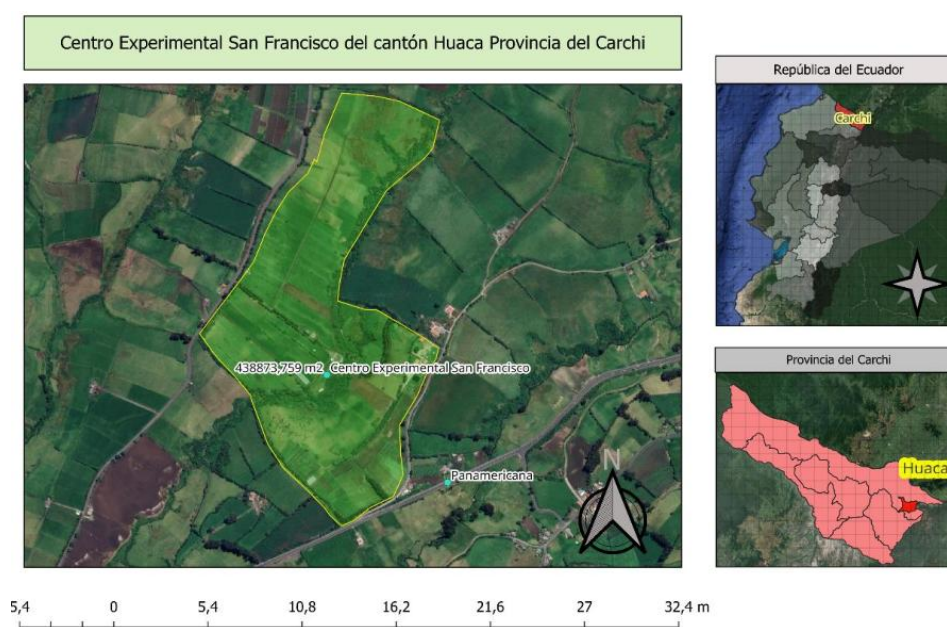 Centro Experimental San Francisco del cantón Huaca Provincia del Carchi
República del Ecuador
Carchi
438873,759 m2 Centro Experimental San Francisco
Panamericana
N
Provincia del Carchi
Huaca
5,4 0 5,4 10,8 16,2 21,6 27 32,4 m